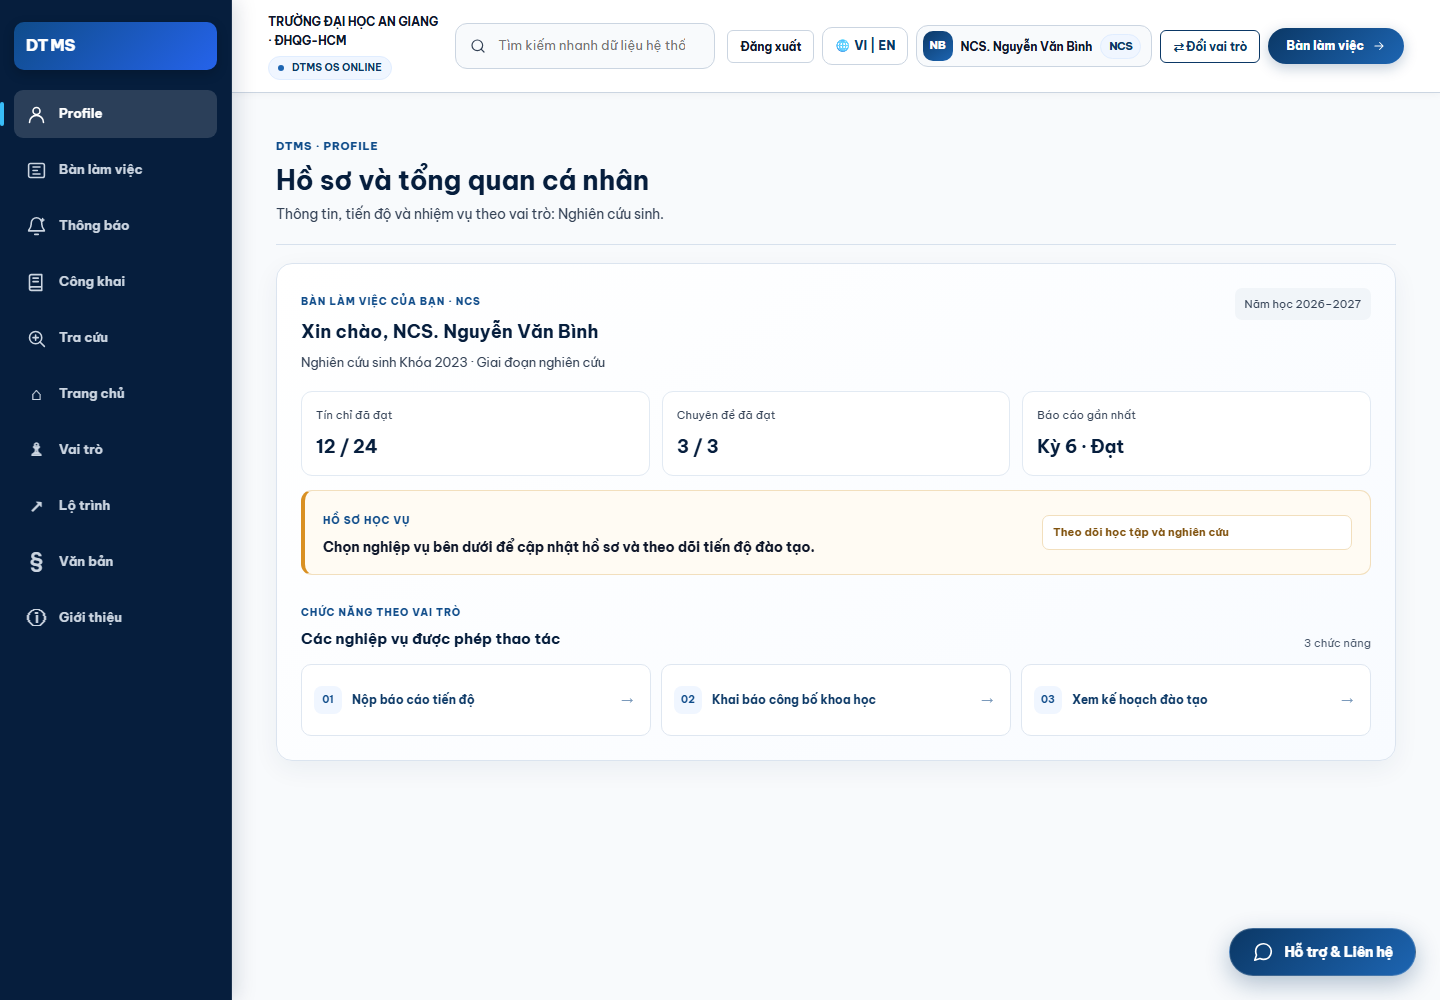 DTMS
Profile
Bàn làm việc
Thông báo
Công khai
Tra cứu
Trang chủ
Vai trò
Lộ trình
§ Văn bản
Giới thiệu
TRƯỜNG ĐẠI HỌC AN GIANG
· ĐHQG-HCM
DTMS OS ONLINE
Tìm kiếm nhanh dữ liệu hệ thố
Đăng xuất
🌐 VI | EN
NB NCS. Nguyễn Văn Bình NCS
⇄ Đổi vai trò
Bàn làm việc →
DTMS · PROFILE
Hồ sơ và tổng quan cá nhân
Thông tin, tiến độ và nhiệm vụ theo vai trò: Nghiên cứu sinh.
BÀN LÀM VIỆC CỦA BẠN · NCS
Năm học 2026–2027
Xin chào, NCS. Nguyễn Văn Bình
Nghiên cứu sinh Khóa 2023 · Giai đoạn nghiên cứu
Tín chỉ đã đạt
12 / 24
Chuyên đề đã đạt
3 / 3
Báo cáo gần nhất
Kỳ 6 · Đạt
HỒ SƠ HỌC VỤ
Chọn nghiệp vụ bên dưới để cập nhật hồ sơ và theo dõi tiến độ đào tạo.
Theo dõi học tập và nghiên cứu
CHỨC NĂNG THEO VAI TRÒ
Các nghiệp vụ được phép thao tác
3 chức năng
01 Nộp báo cáo tiến độ →
02 Khai báo công bố khoa học →
03 Xem kế hoạch đào tạo →
Hỗ trợ & Liên hệ